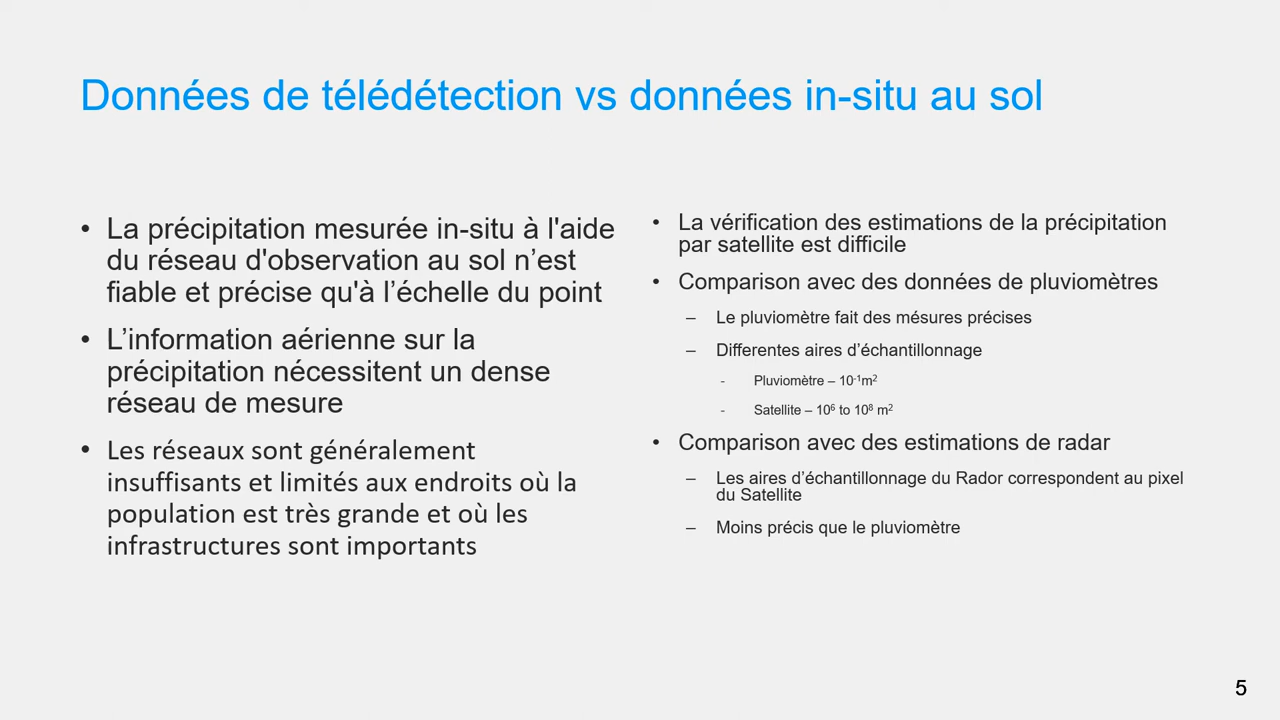 Données de télédétection vs données in-situ au sol
• La précipitation mesurée in-situ à l'aide
du réseau d'observation au sol n’est
fiable et précise qu'à l’échelle du point
• L’information aérienne sur la
précipitation nécessitent un dense
réseau de mesure
• Les réseaux sont généralement
insuffisants et limités aux endroits où la
population est très grande et où les
infrastructures sont importants
• La vérification des estimations de la précipitation
par satellite est difficile
• Comparison avec des données de pluviomètres
– Le pluviomètre fait des mésures précises
– Differentes aires d’échantillonnage
- Pluviomètre – 10⁻¹m²
- Satellite – 10⁶ to 10⁸ m²
• Comparison avec des estimations de radar
– Les aires d’échantillonnage du Rador correspondent au pixel
du Satellite
– Moins précis que le pluviomètre
5